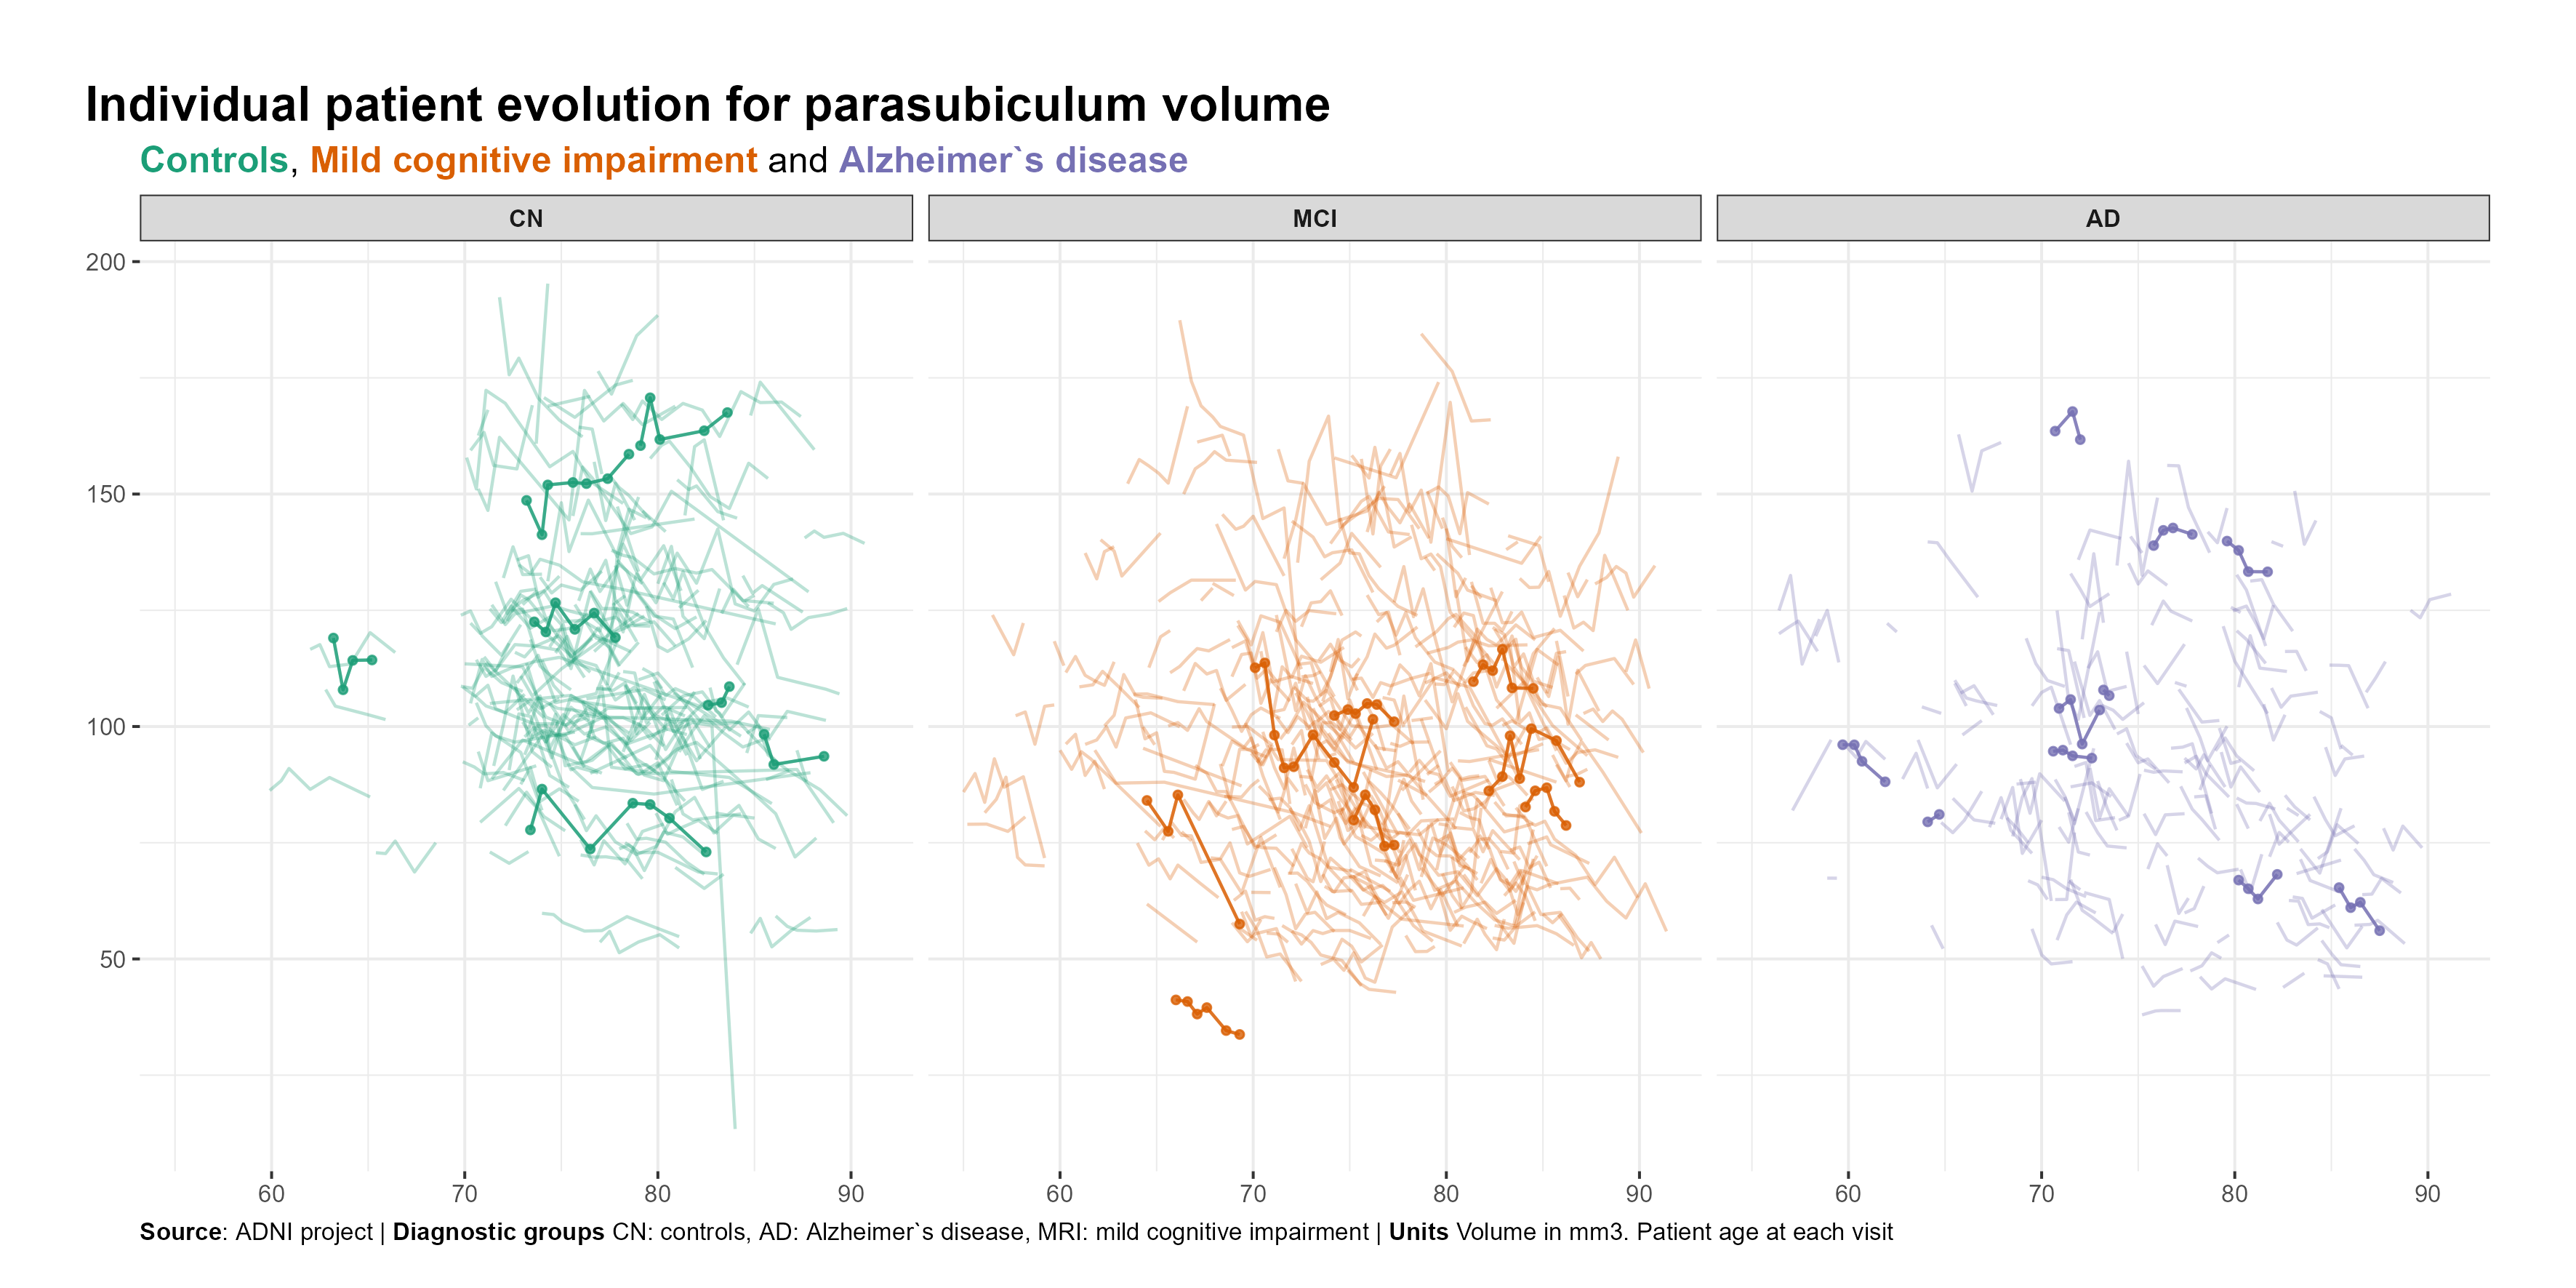 Individual patient evolution for parasubiculum volume
Controls, Mild cognitive impairment and Alzheimer`s disease
CN MCI AD
200
150
100
50
60 70 80 90 60 70 80 90 60 70 80 90
Source: ADNI project | Diagnostic groups CN: controls, AD: Alzheimer`s disease, MRI: mild cognitive impairment | Units Volume in mm3. Patient age at each visit